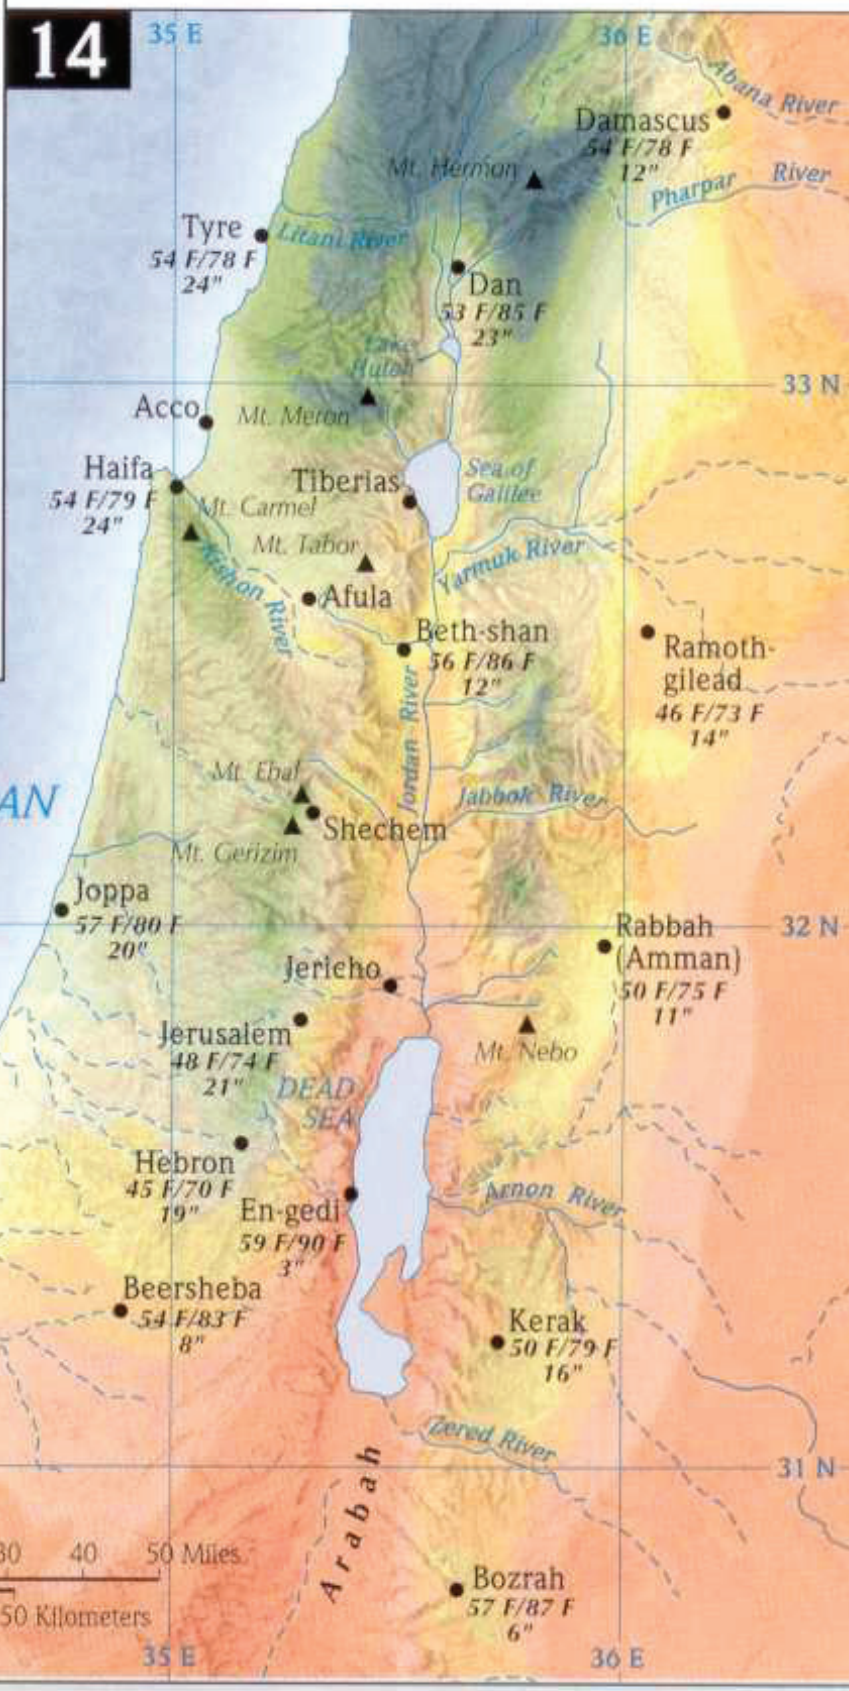 14
35 E
36 E
Abana River
Damascus
54 F/78 F
12"
Mt. Hermon
Pharpar River
Tyre
54 F/78 F
24"
Litani River
Dan
53 F/85 F
23"
Lake
Huleh
33 N
Acco
Mt. Meron
Haifa
54 F/79 F
24"
Tiberias
Sea of
Galilee
Mt. Carmel
Mt. Tabor
Yarmuk River
Kishon River
Afula
Beth-shan
56 F/86 F
12"
Ramoth-
gilead
46 F/73 F
14"
Jordan River
Mt. Ebal
AN
Jabbok River
Shechem
Mt. Gerizim
Joppa
57 F/80 F
20"
32 N
Rabbah
(Amman)
50 F/75 F
11"
Jericho
Jerusalem
48 F/74 F
21"
Mt. Nebo
DEAD
SEA
Hebron
45 F/70 F
19"
En-gedi
59 F/90 F
3"
Arnon River
Beersheba
54 F/83 F
8"
Kerak
50 F/79 F
16"
Zered River
31 N
Arabah
40 50 Miles
50 Kilometers
Bozrah
57 F/87 F
6"
35 E
36 E